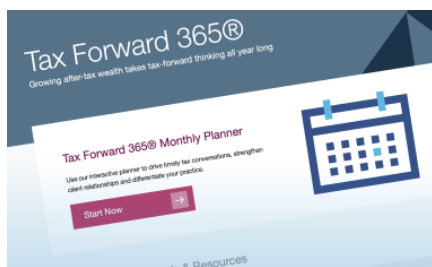 Tax Forward 365®
Growing after-tax wealth takes tax-forward thinking all year long
Tax Forward 365® Monthly Planner
Use our interactive planner to drive timely tax conversations, strengthen
client relationships and differentiate your practice.
Start Now
& Resources